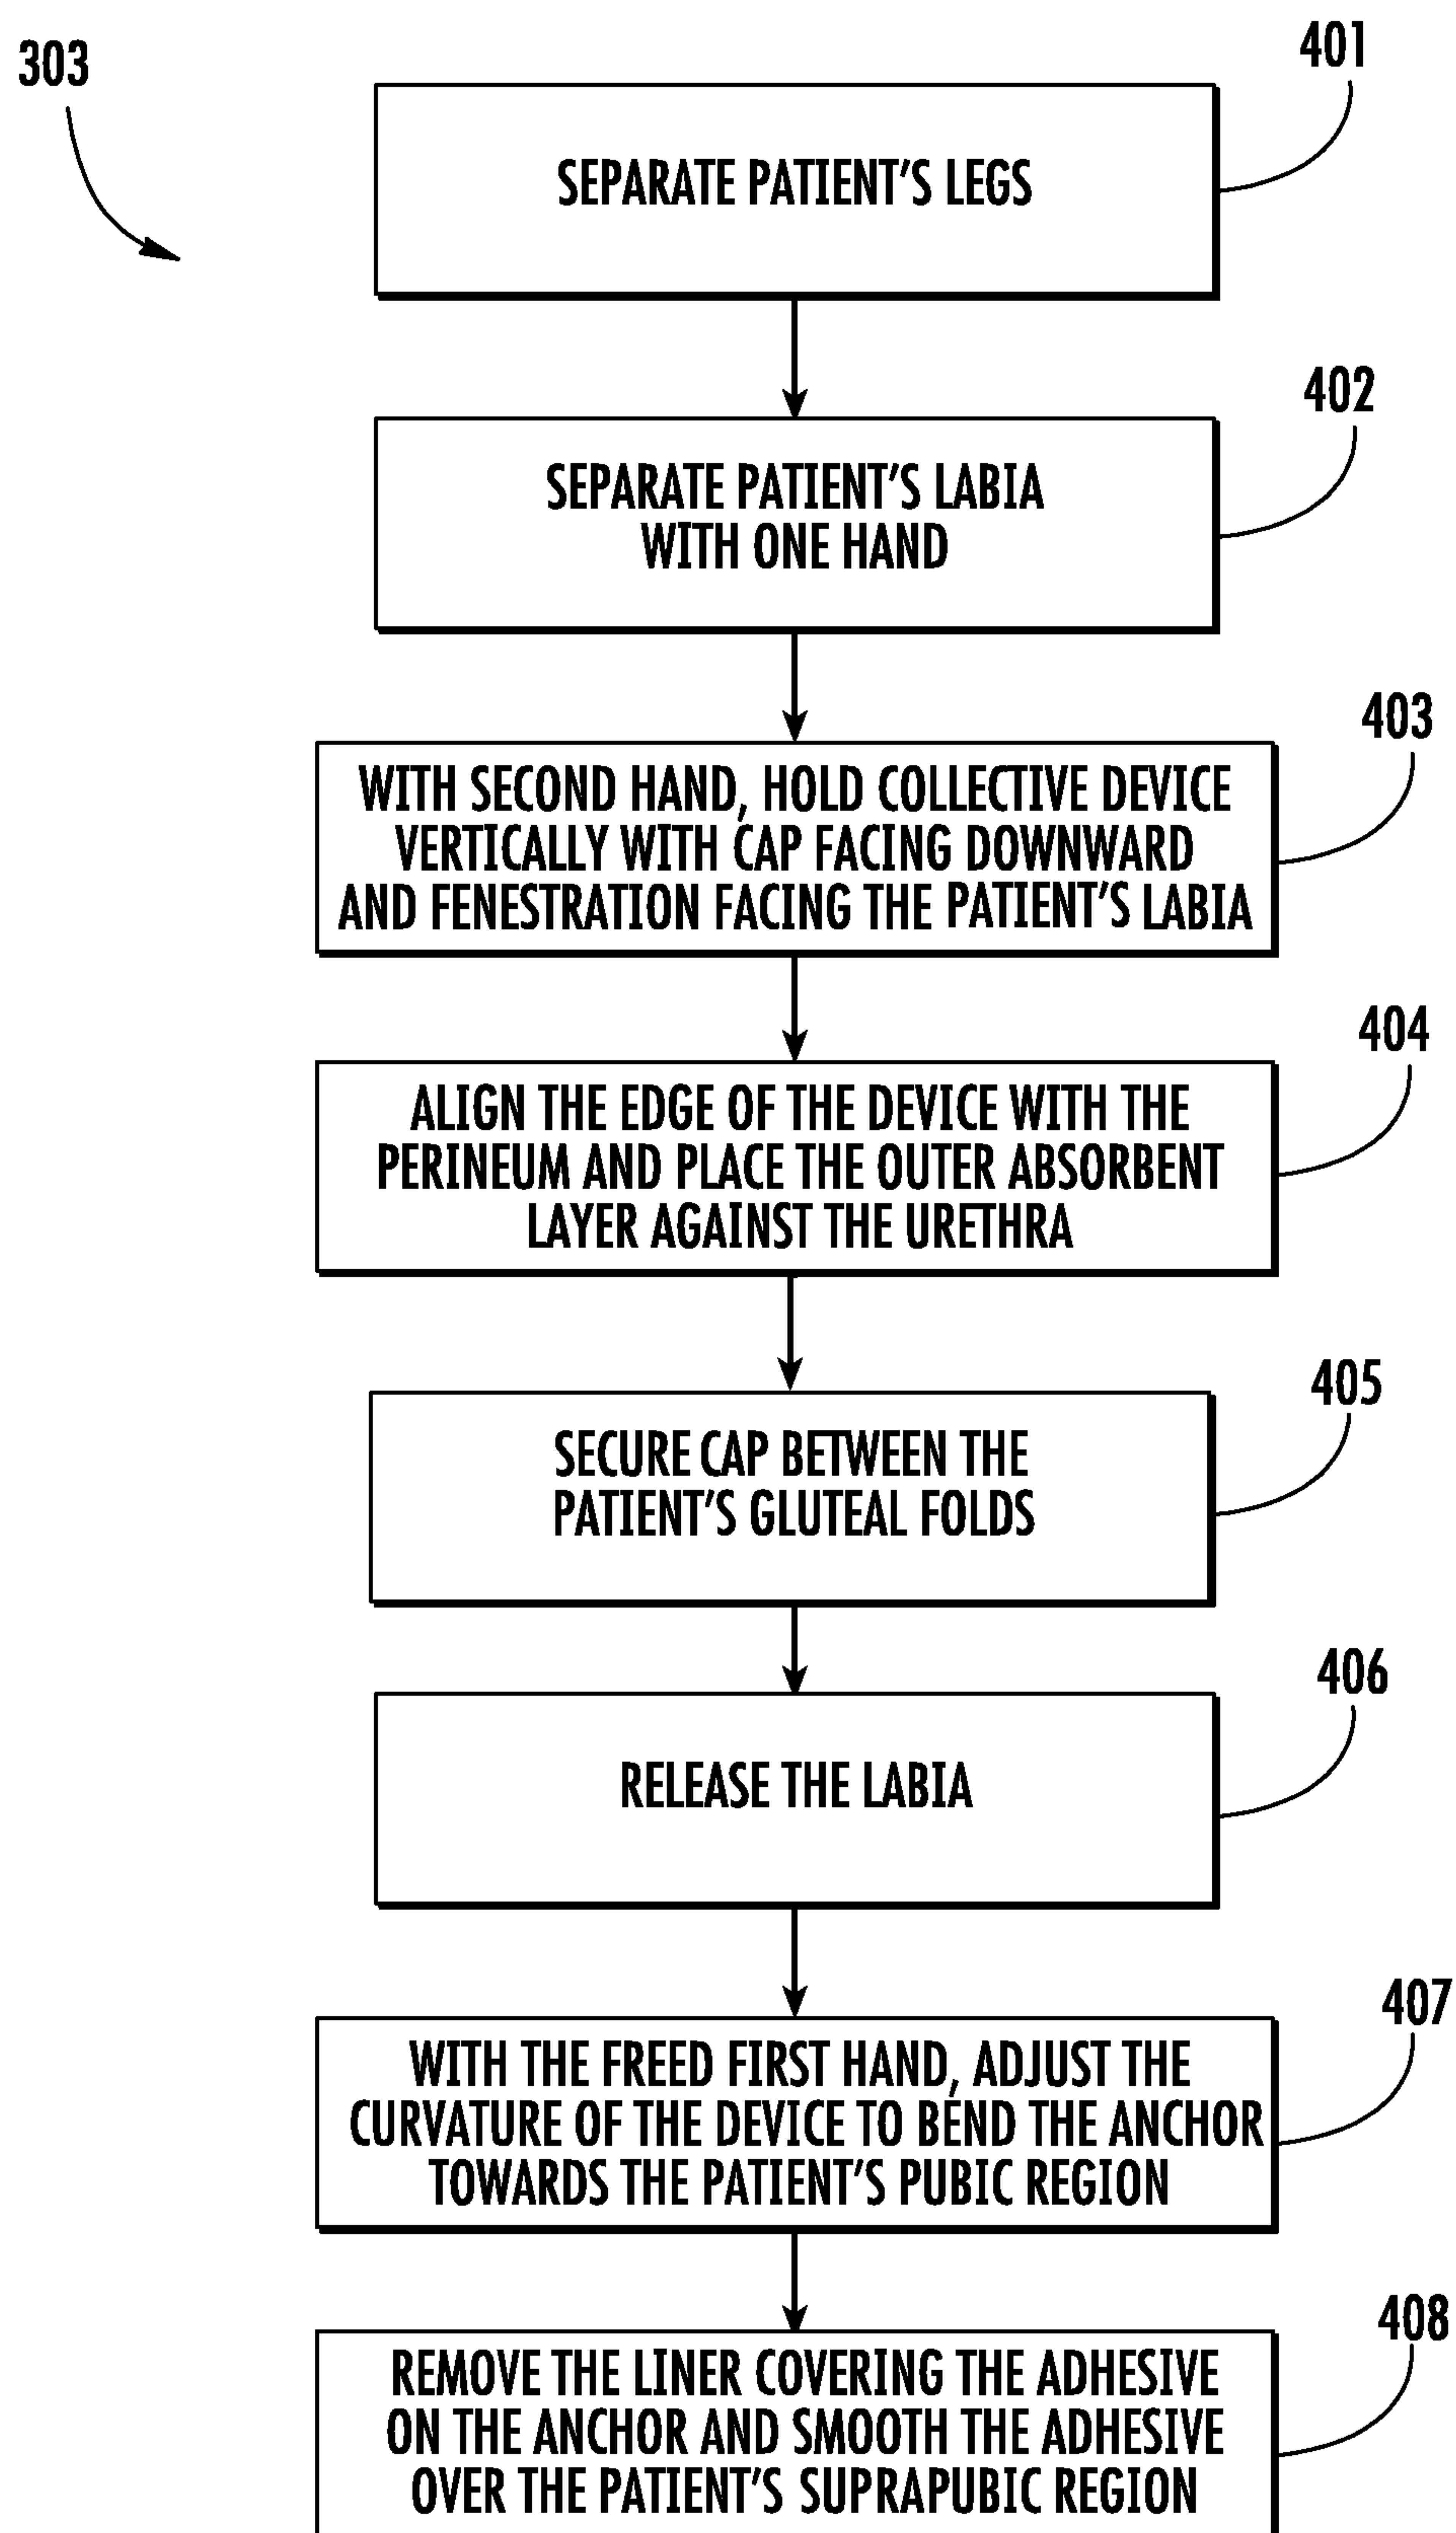 303
401
SEPARATE PATIENT'S LEGS
402
SEPARATE PATIENT'S LABIA
WITH ONE HAND
403
WITH SECOND HAND, HOLD COLLECTIVE DEVICE
VERTICALLY WITH CAP FACING DOWNWARD
AND FENESTRATION FACING THE PATIENT'S LABIA
404
ALIGN THE EDGE OF THE DEVICE WITH THE
PERINEUM AND PLACE THE OUTER ABSORBENT
LAYER AGAINST THE URETHRA
405
SECURE CAP BETWEEN THE
PATIENT'S GLUTEAL FOLDS
406
RELEASE THE LABIA
407
WITH THE FREED FIRST HAND, ADJUST THE
CURVATURE OF THE DEVICE TO BEND THE ANCHOR
TOWARDS THE PATIENT'S PUBIC REGION
408
REMOVE THE LINER COVERING THE ADHESIVE
ON THE ANCHOR AND SMOOTH THE ADHESIVE
OVER THE PATIENT'S SUPRAPUBIC REGION